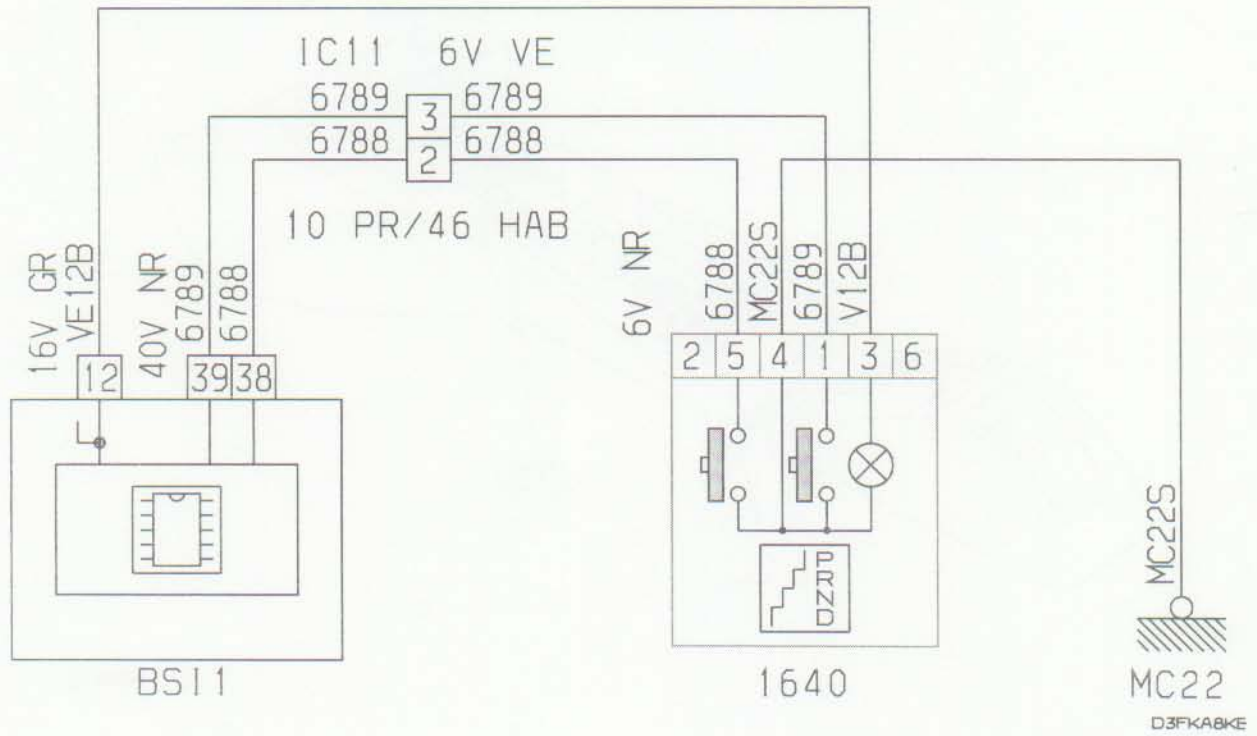 IC11 6V VE
6789 3 6789
6788 2 6788
10 PR/46 HAB
16V GR
VE12B
40V NR
6789
6788
6V NR
6788
MC22S
6789
V12B
12
39 38
2 5 4 1 3 6
MC22S
P
R
N
D
BSI1
1640
MC22
D3FKA8KE